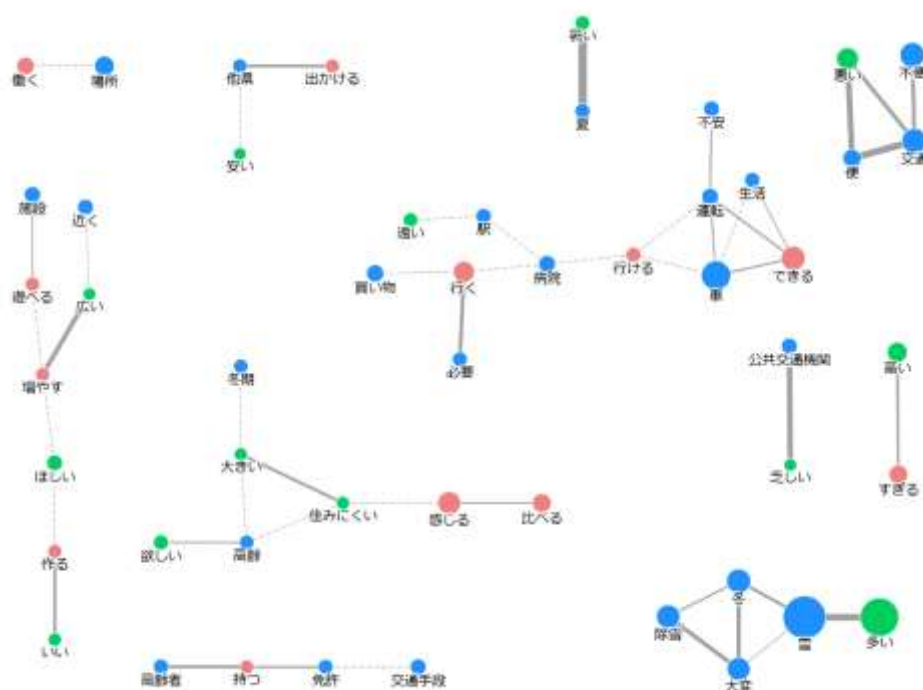 暑い
悪い
不便
働く
場所
他県
出かける
夏
不安
便
交通
安い
施設
近く
運転
生活
遠い
駅
行ける
できる
遊べる
広い
買い物
行く
病院
車
増やす
冬期
必要
公共交通機関
高い
大きい
ほしい
乏しい
すぎる
住みにくい
感じる
比べる
作る
欲しい
高齢
冬
除雪
雪
多い
いい
高齢者
持つ
免許
交通手段
大変